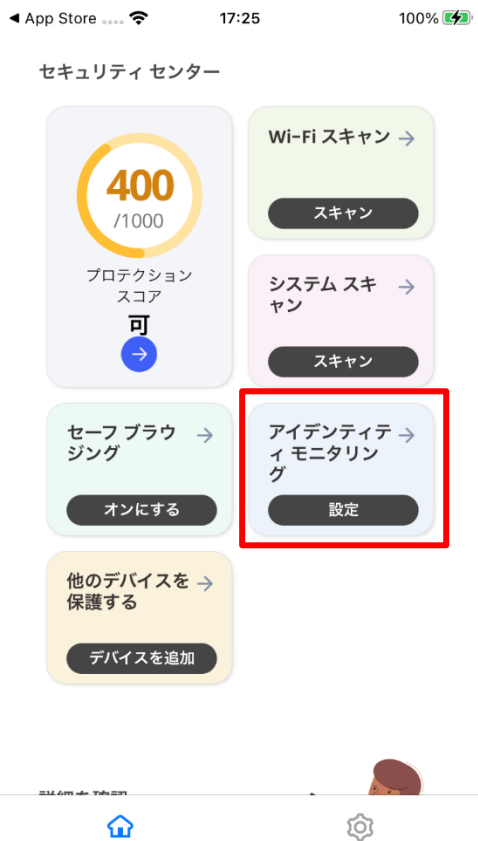 ◀ App Store
17:25
100%
セキュリティ センター
400
/1000
プロテクション
スコア
可
Wi-Fi スキャン
スキャン
システム スキ
ャン
スキャン
セーフ ブラウ
ジング
オンにする
アイデンティテ
ィ モニタリン
グ
設定
他のデバイスを
保護する
デバイスを追加